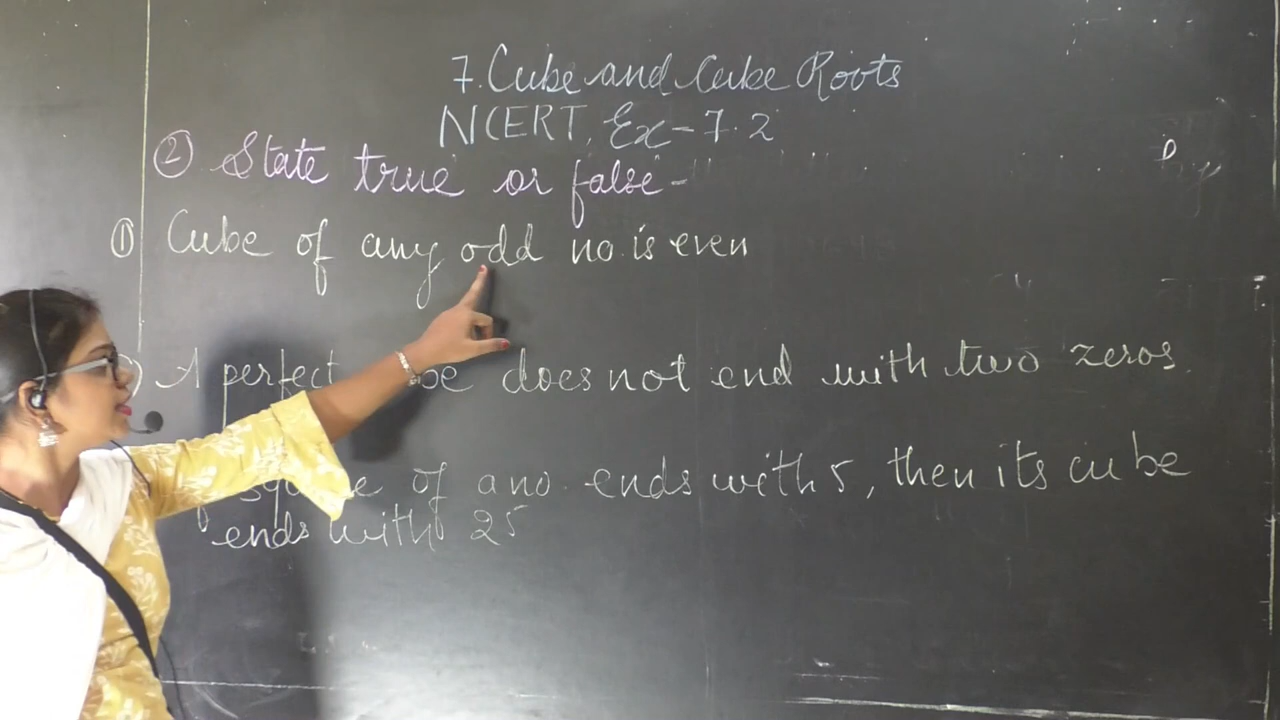 7. Cube and Cube Roots
NCERT, Ex-7.2
② State true or false-
① Cube of any odd no. is even
A perfect does not end with two zeros.
of a no. ends with 5, then its cube
ends with 25